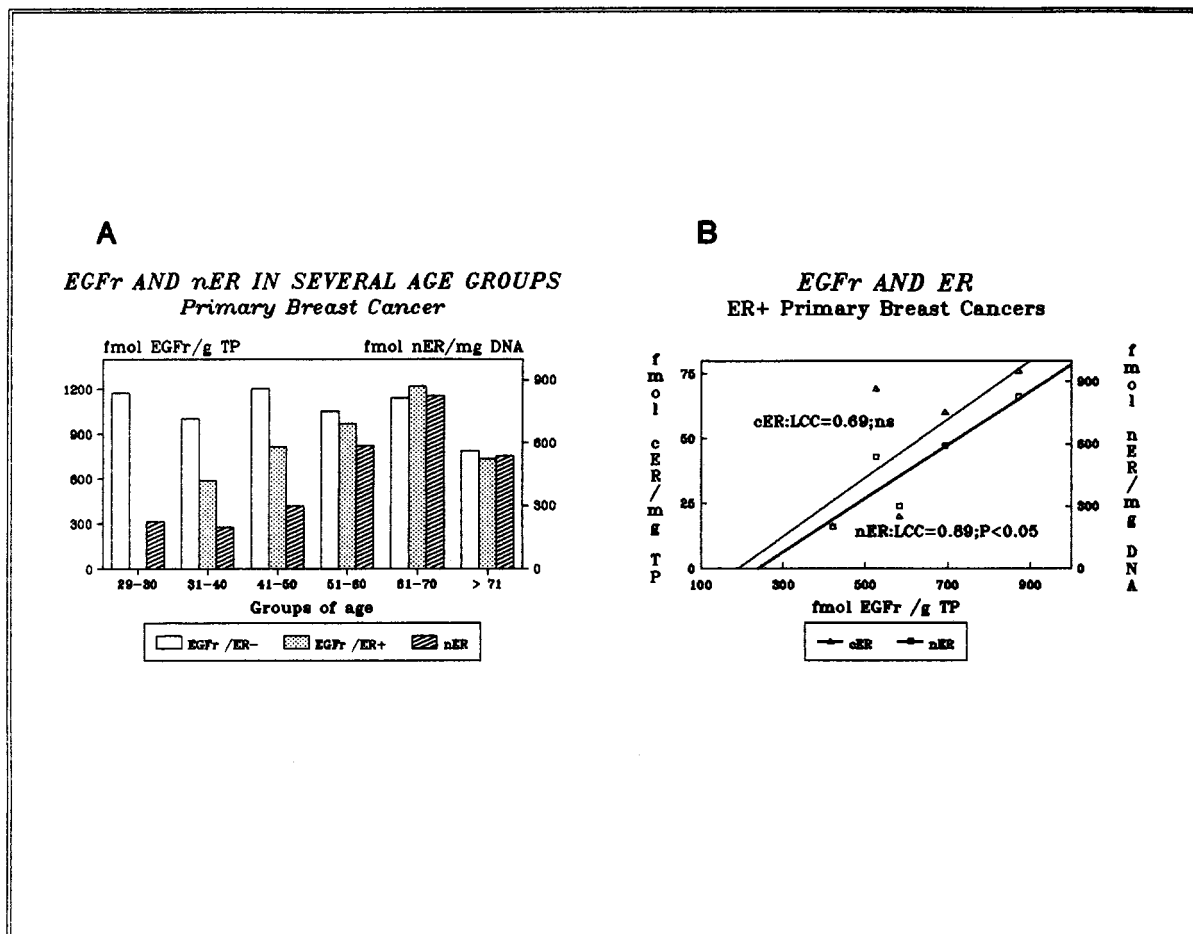 A
EGFr AND nER IN SEVERAL AGE GROUPS
Primary Breast Cancer
fmol EGFr/g TP
fmol nER/mg DNA
1200
900
600
300
0
900
600
300
0
29-30
31-40
41-50
51-60
61-70
> 71
Groups of age
EGFr /ER-
EGFr /ER+
nER
B
EGFr AND ER
ER+ Primary Breast Cancers
fmol cER/mg TP
75
50
25
0
cER:LCC=0.69;ns
nER:LCC=0.89;P<0.05
900
600
300
0
fmol nER/mg DNA
100
300
500
700
900
fmol EGFr /g TP
cER
nER